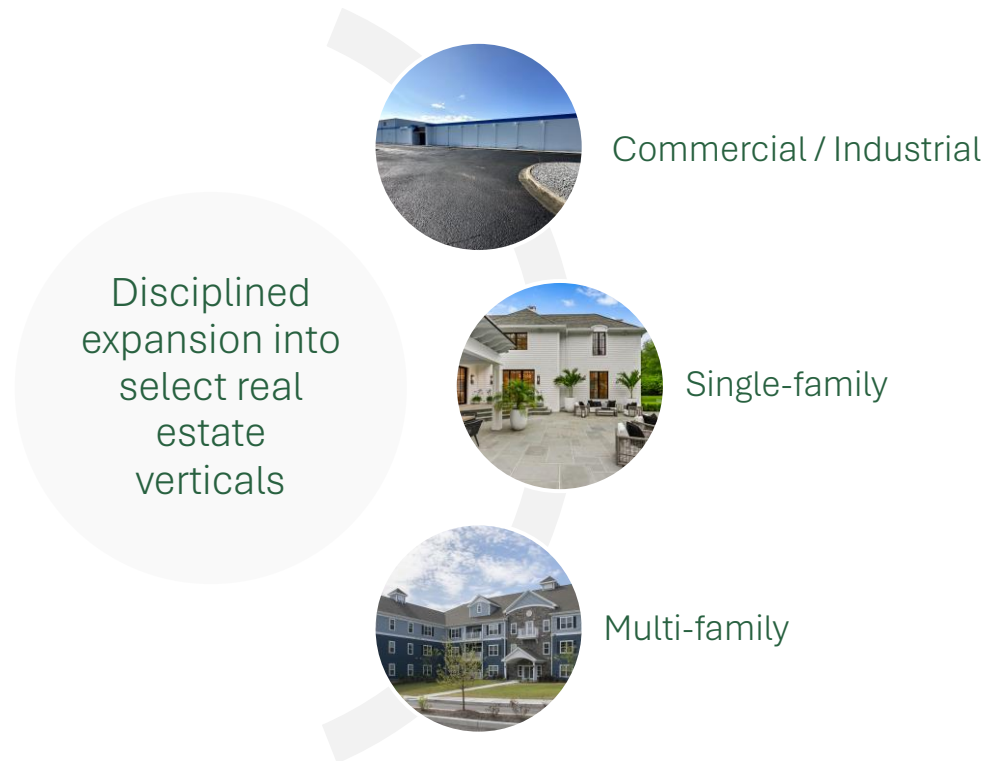 Commercial / Industrial
Disciplined
expansion into
select real
estate
verticals
Single-family
Multi-family